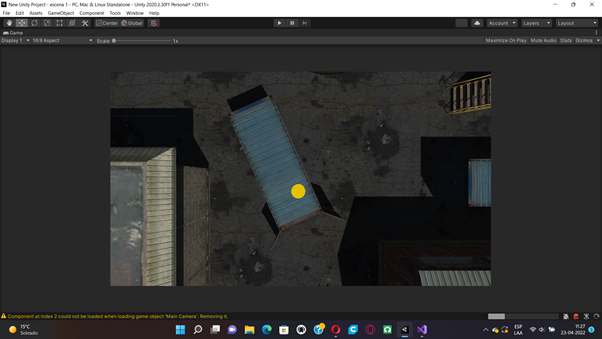 New Unity Project - escena 1 - PC, Mac & Linux Standalone - Unity 2020.3.30f1 Personal* <DX11>
File Edit Assets GameObject Component Tools Window Help
Center Global Account Layers Layout
Game
Display 1 16:9 Aspect Scale 1x Maximize On Play Mute Audio Stats Gizmos
Component at index 2 could not be loaded when loading game object 'Main Camera'. Removing it.
15°C
Soleado
ESP
LAA
11:27
23-04-2022